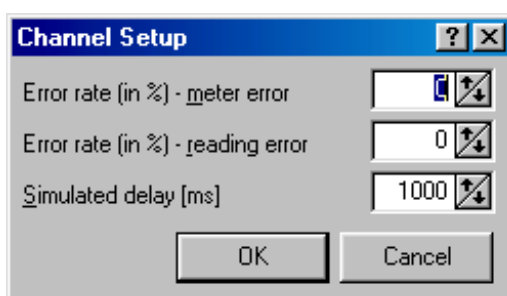 Channel Setup ? ×
Error rate (in %) - meter error 0
Error rate (in %) - reading error 0
Simulated delay [ms] 1000
OK Cancel